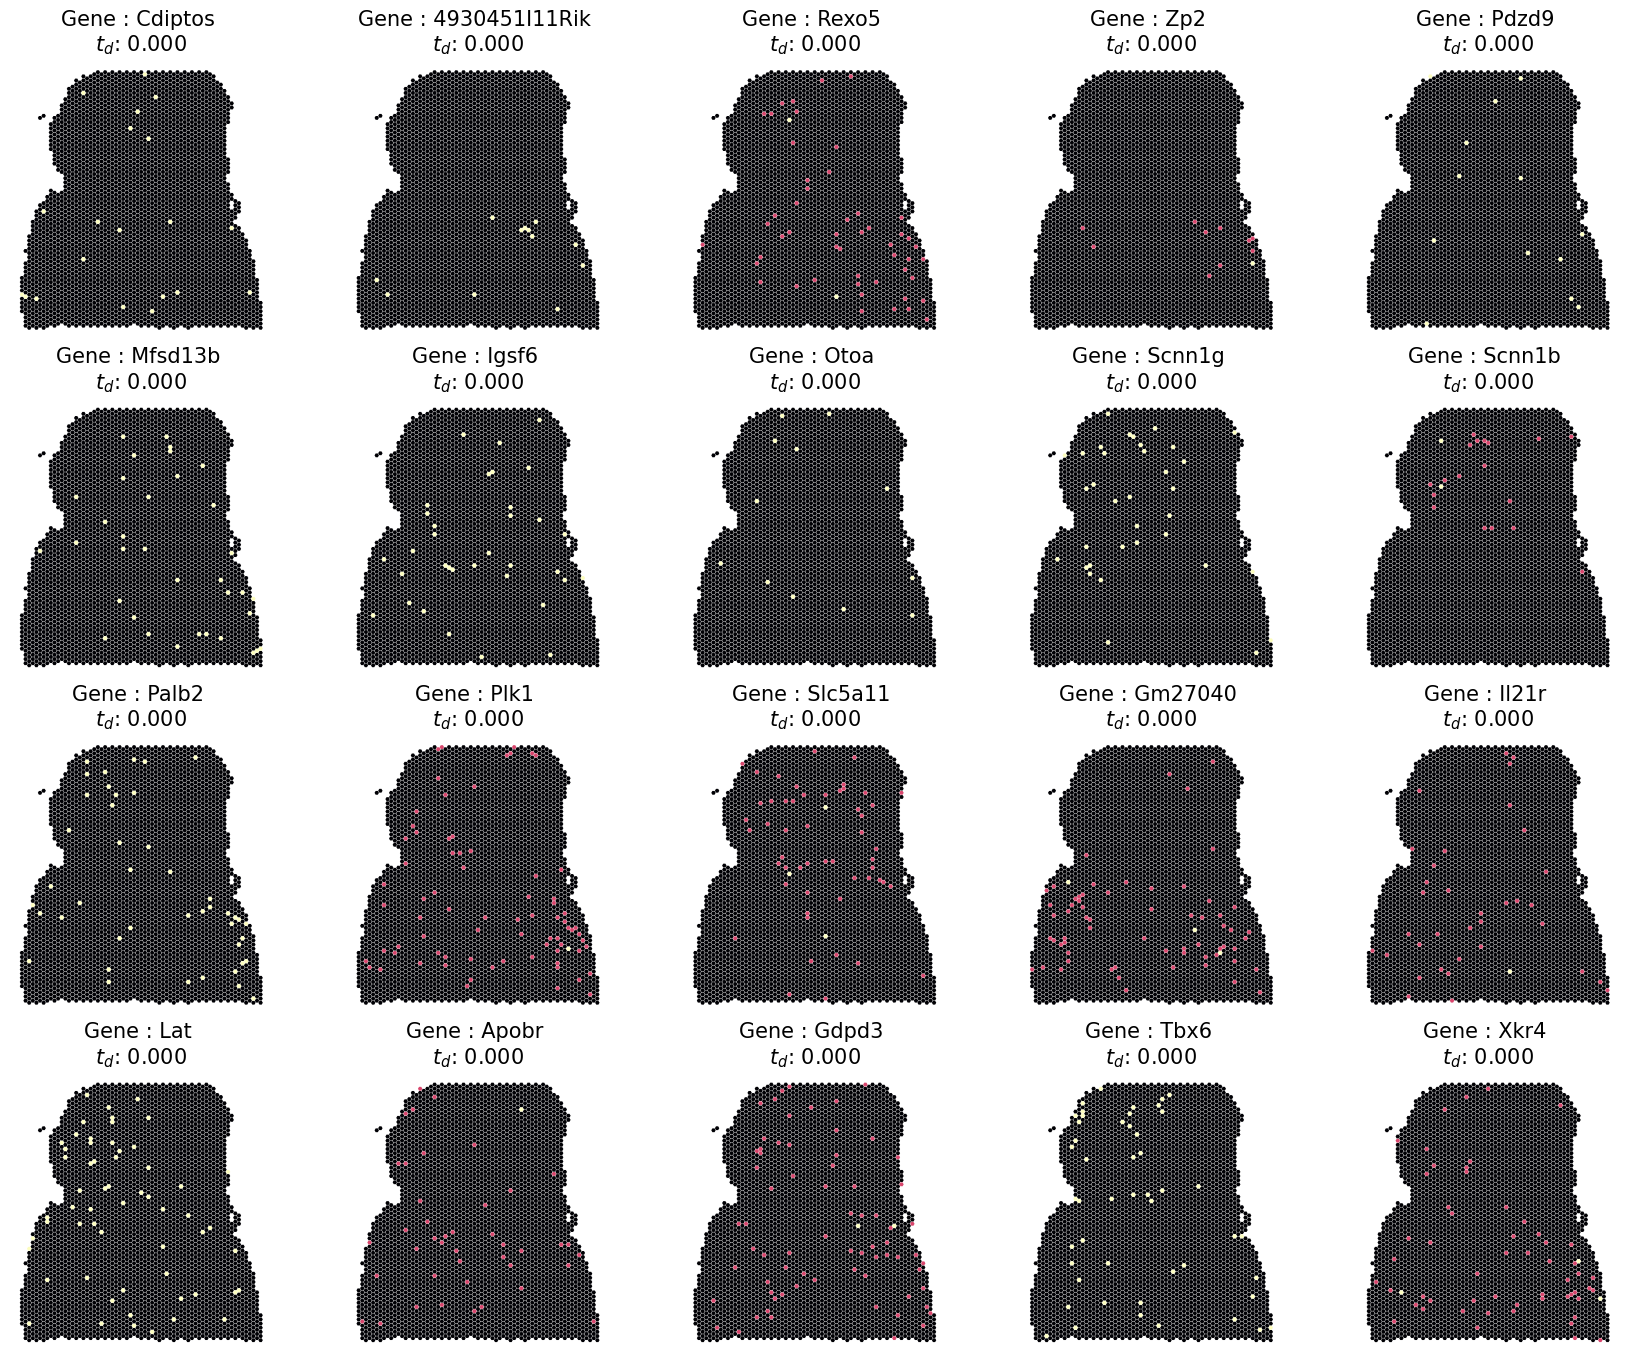 Gene : Cdiptos
t_d: 0.000
Gene : 4930451I11Rik
t_d: 0.000
Gene : Rexo5
t_d: 0.000
Gene : Zp2
t_d: 0.000
Gene : Pdzd9
t_d: 0.000
Gene : Mfsd13b
t_d: 0.000
Gene : Igsf6
t_d: 0.000
Gene : Otoa
t_d: 0.000
Gene : Scnn1g
t_d: 0.000
Gene : Scnn1b
t_d: 0.000
Gene : Palb2
t_d: 0.000
Gene : Plk1
t_d: 0.000
Gene : Slc5a11
t_d: 0.000
Gene : Gm27040
t_d: 0.000
Gene : Il21r
t_d: 0.000
Gene : Lat
t_d: 0.000
Gene : Apobr
t_d: 0.000
Gene : Gdpd3
t_d: 0.000
Gene : Tbx6
t_d: 0.000
Gene : Xkr4
t_d: 0.000